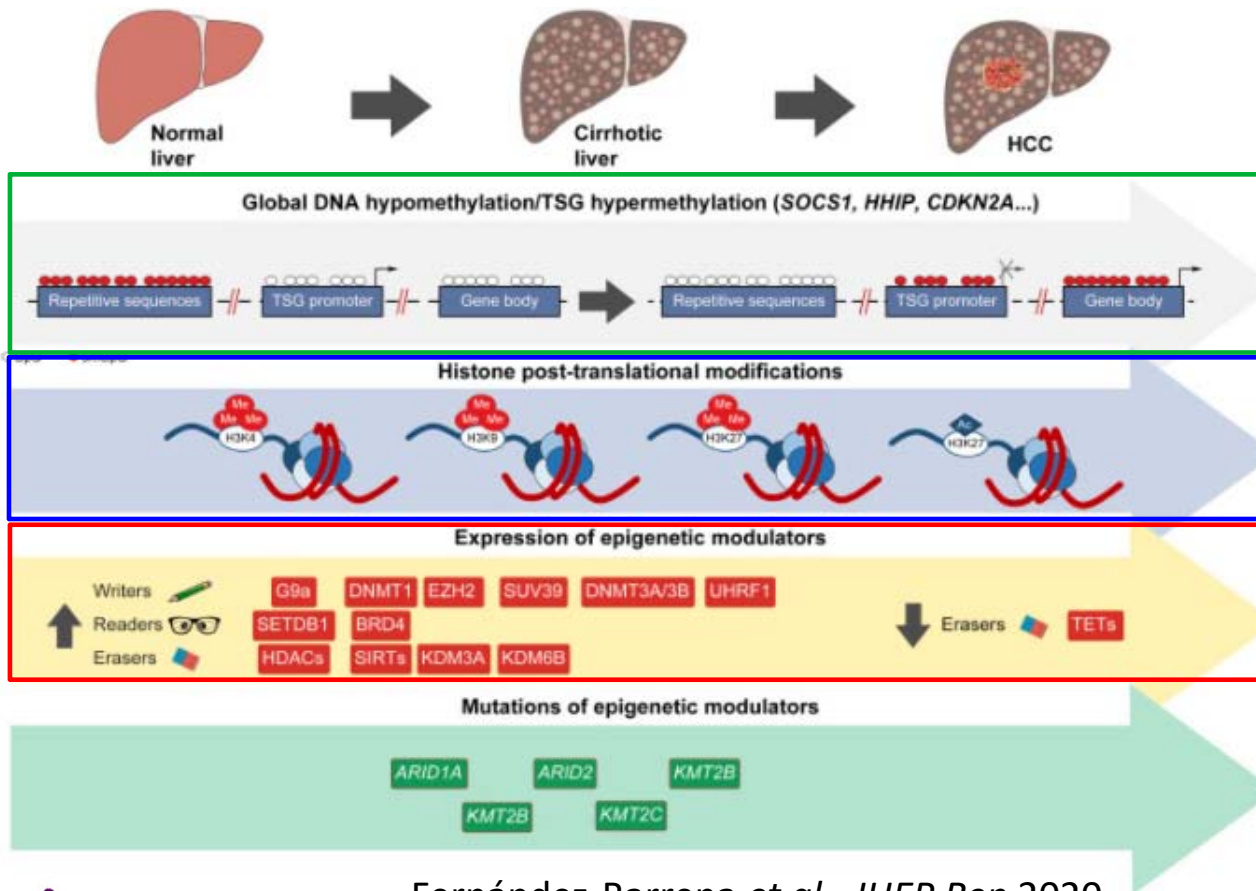 Normal
liver
Cirrhotic
liver
HCC
Global DNA hypomethylation/TSG hypermethylation (SOCS1, HHIP, CDKN2A...)
Repetitive sequences TSG promoter Gene body Repetitive sequences TSG promoter Gene body
Histone post-translational modifications
Me Me Me Ac
Me Me Me Me Me Me
H3K4 H3K9 H3K27 H3K27
Expression of epigenetic modulators
Writers G9a DNMT1 EZH2 SUV39 DNMT3A/3B UHRF1
Readers SETDB1 BRD4 Erasers TETs
Erasers HDACs SIRTs KDM3A KDM6B
Mutations of epigenetic modulators
ARID1A ARID2 KMT2B
KMT2B KMT2C